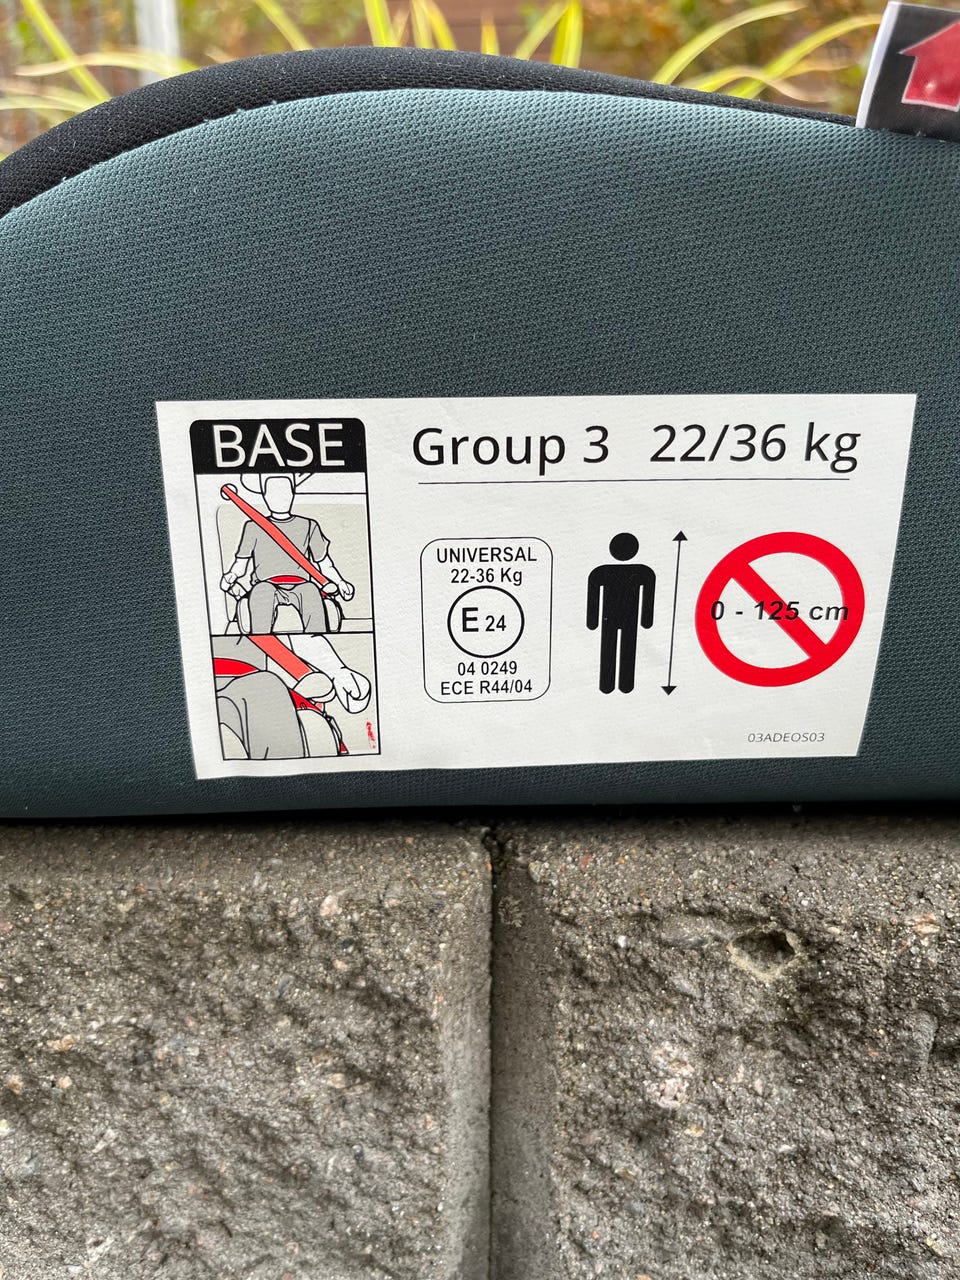 BASE
Group 3 22/36 kg
UNIVERSAL
22-36 Kg
E 24
04 0249
ECE R44/04
0 - 125 cm
03ADEOS03